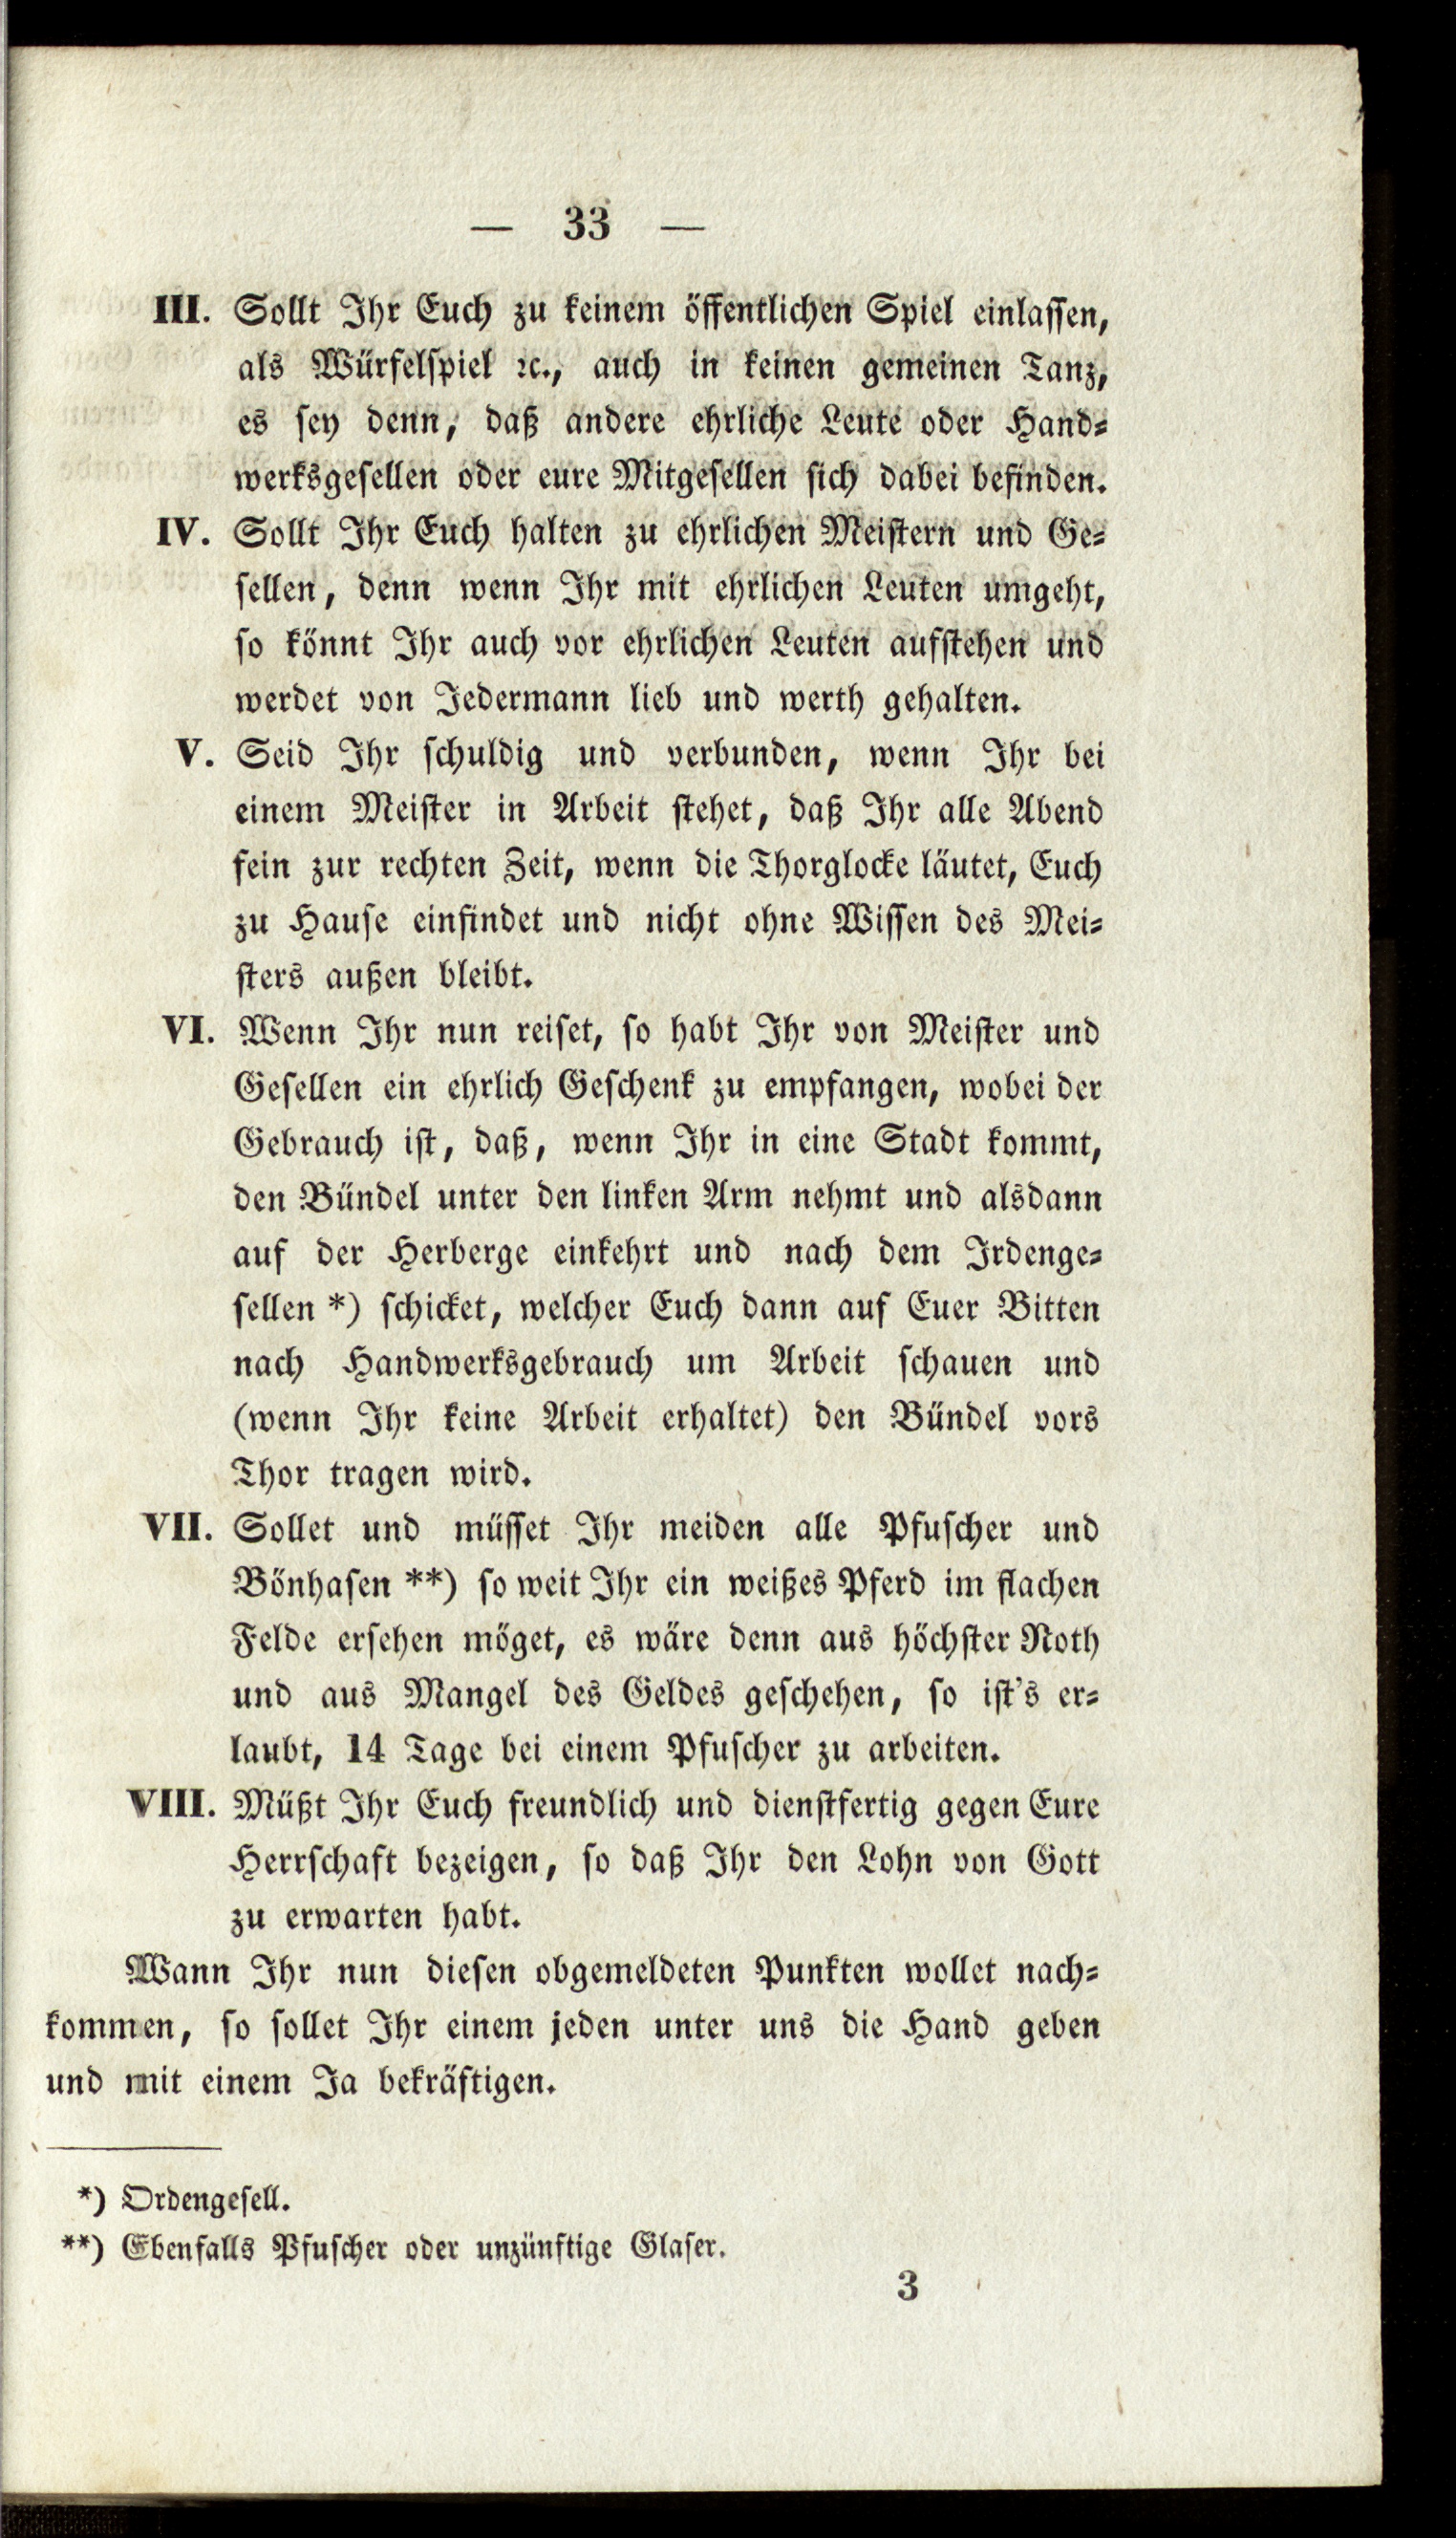 — 33 —
III. Sollt Ihr Euch zu keinem öffentlichen Spiel einlassen,
als Würfelspiel ꝛc., auch in keinen gemeinen Tanz,
es sey denn, daß andere ehrliche Leute oder Hand-
werksgesellen oder eure Mitgesellen sich dabei befinden.
IV. Sollt Ihr Euch halten zu ehrlichen Meistern und Ge-
sellen, denn wenn Ihr mit ehrlichen Leuten umgeht,
so könnt Ihr auch vor ehrlichen Leuten aufstehen und
werdet von Jedermann lieb und werth gehalten.
V. Seid Ihr schuldig und verbunden, wenn Ihr bei
einem Meister in Arbeit stehet, daß Ihr alle Abend
fein zur rechten Zeit, wenn die Thorglocke läutet, Euch
zu Hause einfindet und nicht ohne Wissen des Mei-
sters außen bleibt.
VI. Wenn Ihr nun reiset, so habt Ihr von Meister und
Gesellen ein ehrlich Geschenk zu empfangen, wobei der
Gebrauch ist, daß, wenn Ihr in eine Stadt kommt,
den Bündel unter den linken Arm nehmt und alsdann
auf der Herberge einkehrt und nach dem Irdenge-
sellen *) schicket, welcher Euch dann auf Euer Bitten
nach Handwerksgebrauch um Arbeit schauen und
(wenn Ihr keine Arbeit erhaltet) den Bündel vors
Thor tragen wird.
VII. Sollet und müsset Ihr meiden alle Pfuscher und
Bönhasen **) so weit Ihr ein weißes Pferd im flachen
Felde ersehen möget, es wäre denn aus höchster Noth
und aus Mangel des Geldes geschehen, so ist's er-
laubt, 14 Tage bei einem Pfuscher zu arbeiten.
VIII. Müßt Ihr Euch freundlich und dienstfertig gegen Eure
Herrschaft bezeigen, so daß Ihr den Lohn von Gott
zu erwarten habt.
Wann Ihr nun diesen obgemeldeten Punkten wollet nach-
kommen, so sollet Ihr einem jeden unter uns die Hand geben
und mit einem Ja bekräftigen.
*) Ordengesell.
**) Ebenfalls Pfuscher oder unzünftige Glaser.
3